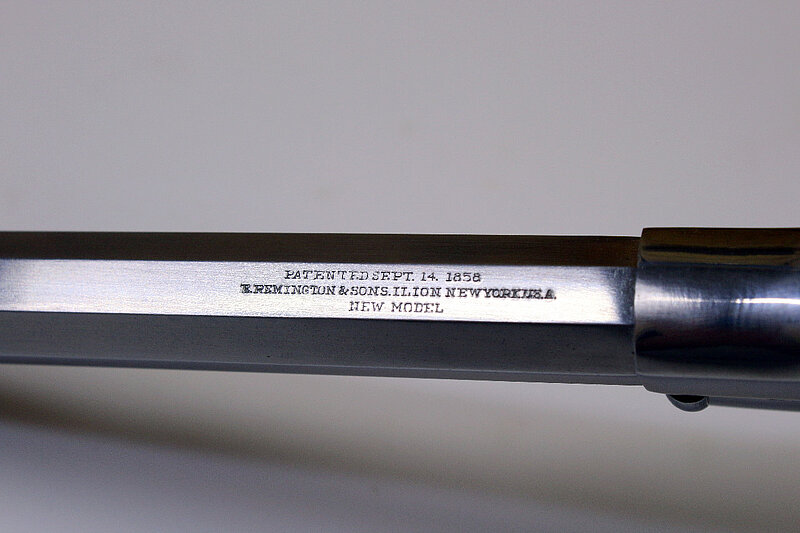 PATENTED SEPT. 14. 1858
E. REMINGTON & SONS. ILION NEW YORK U.S.A.
NEW MODEL